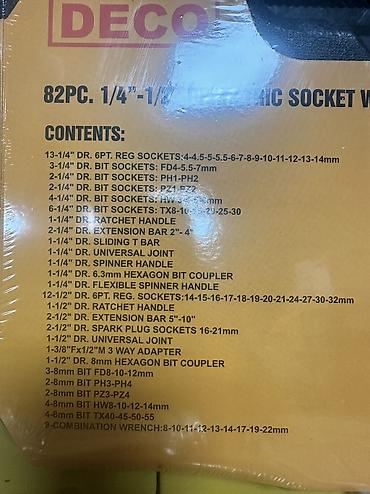 DECO
82PC. 1/4"-1/2" SOCKET
CONTENTS:
13-1/4" DR. 6PT. REG SOCKETS:4-4.5-5-5.5-6-7-8-9-10-11-12-13-14mm
3-1/4" DR. BIT SOCKETS: FD4-5.5-7mm
2-1/4" DR. BIT SOCKETS: PH1-PH2
2-1/4" DR. BIT SOCKETS: PZ1-PZ2
4-1/4" DR. BIT SOCKETS: HW
6-1/4" DR. BIT SOCKETS: TX8-10-15-20-25-30
1-1/4" DR. RATCHET HANDLE
2-1/4" DR. EXTENSION BAR 2"- 4"
1-1/4" DR. SLIDING T BAR
1-1/4" DR. UNIVERSAL JOINT
1-1/4" DR. SPINNER HANDLE
1-1/4" DR. 6.3mm HEXAGON BIT COUPLER
1-1/4" DR. FLEXIBLE SPINNER HANDLE
12-1/2" DR. 6PT. REG. SOCKETS:14-15-16-17-18-19-20-21-24-27-30-32mm
1-1/2" DR. RATCHET HANDLE
2-1/2" DR. EXTENSION BAR 5"-10"
2-1/2" DR. SPARK PLUG SOCKETS 16-21mm
1-1/2" DR. UNIVERSAL JOINT
1-3/8"Fx1/2"M 3 WAY ADAPTER
1-1/2" DR. 8mm HEXAGON BIT COUPLER
3-8mm BIT FD8-10-12mm
2-8mm BIT PH3-PH4
2-8mm BIT PZ3-PZ4
4-8mm BIT HW8-10-12-14mm
4-8mm BIT TX40-45-50-55
9-COMBINATION WRENCH:8-10-11-12-13-14-17-19-22mm